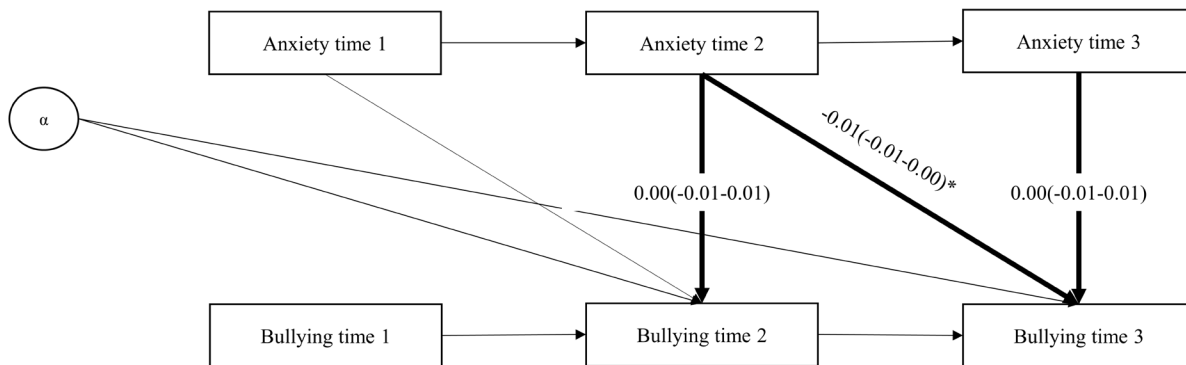 Anxiety time 1
Anxiety time 2
Anxiety time 3
α
-0.01(-0.01-0.00)*
0.00(-0.01-0.01)
0.00(-0.01-0.01)
Bullying time 1
Bullying time 2
Bullying time 3